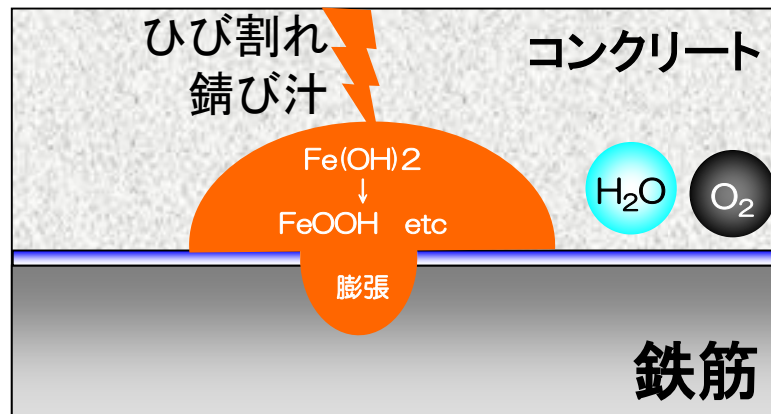 ひび割れ
錆び汁
コンクリート
Fe(OH)2
↓
FeOOH etc
H₂O
O₂
膨張
鉄筋